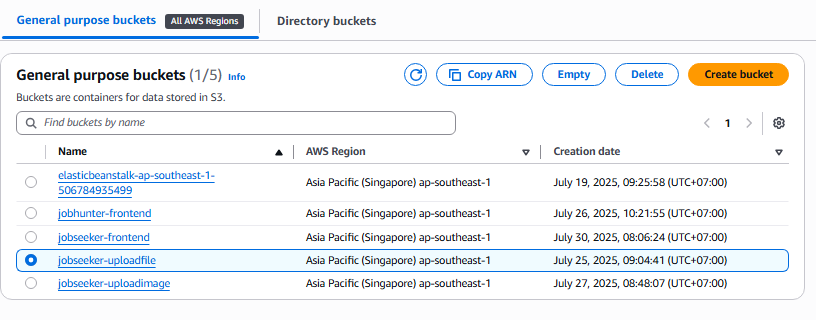 General purpose buckets All AWS Regions Directory buckets
General purpose buckets (1/5) Info
Copy ARN Empty Delete Create bucket
Buckets are containers for data stored in S3.
Find buckets by name
1
Name AWS Region Creation date
elasticbeanstalk-ap-southeast-1-
506784935499 Asia Pacific (Singapore) ap-southeast-1 July 19, 2025, 09:25:58 (UTC+07:00)
jobhunter-frontend Asia Pacific (Singapore) ap-southeast-1 July 26, 2025, 10:21:55 (UTC+07:00)
jobseeker-frontend Asia Pacific (Singapore) ap-southeast-1 July 30, 2025, 08:06:24 (UTC+07:00)
jobseeker-uploadfile Asia Pacific (Singapore) ap-southeast-1 July 25, 2025, 09:04:41 (UTC+07:00)
jobseeker-uploadimage Asia Pacific (Singapore) ap-southeast-1 July 27, 2025, 08:48:07 (UTC+07:00)